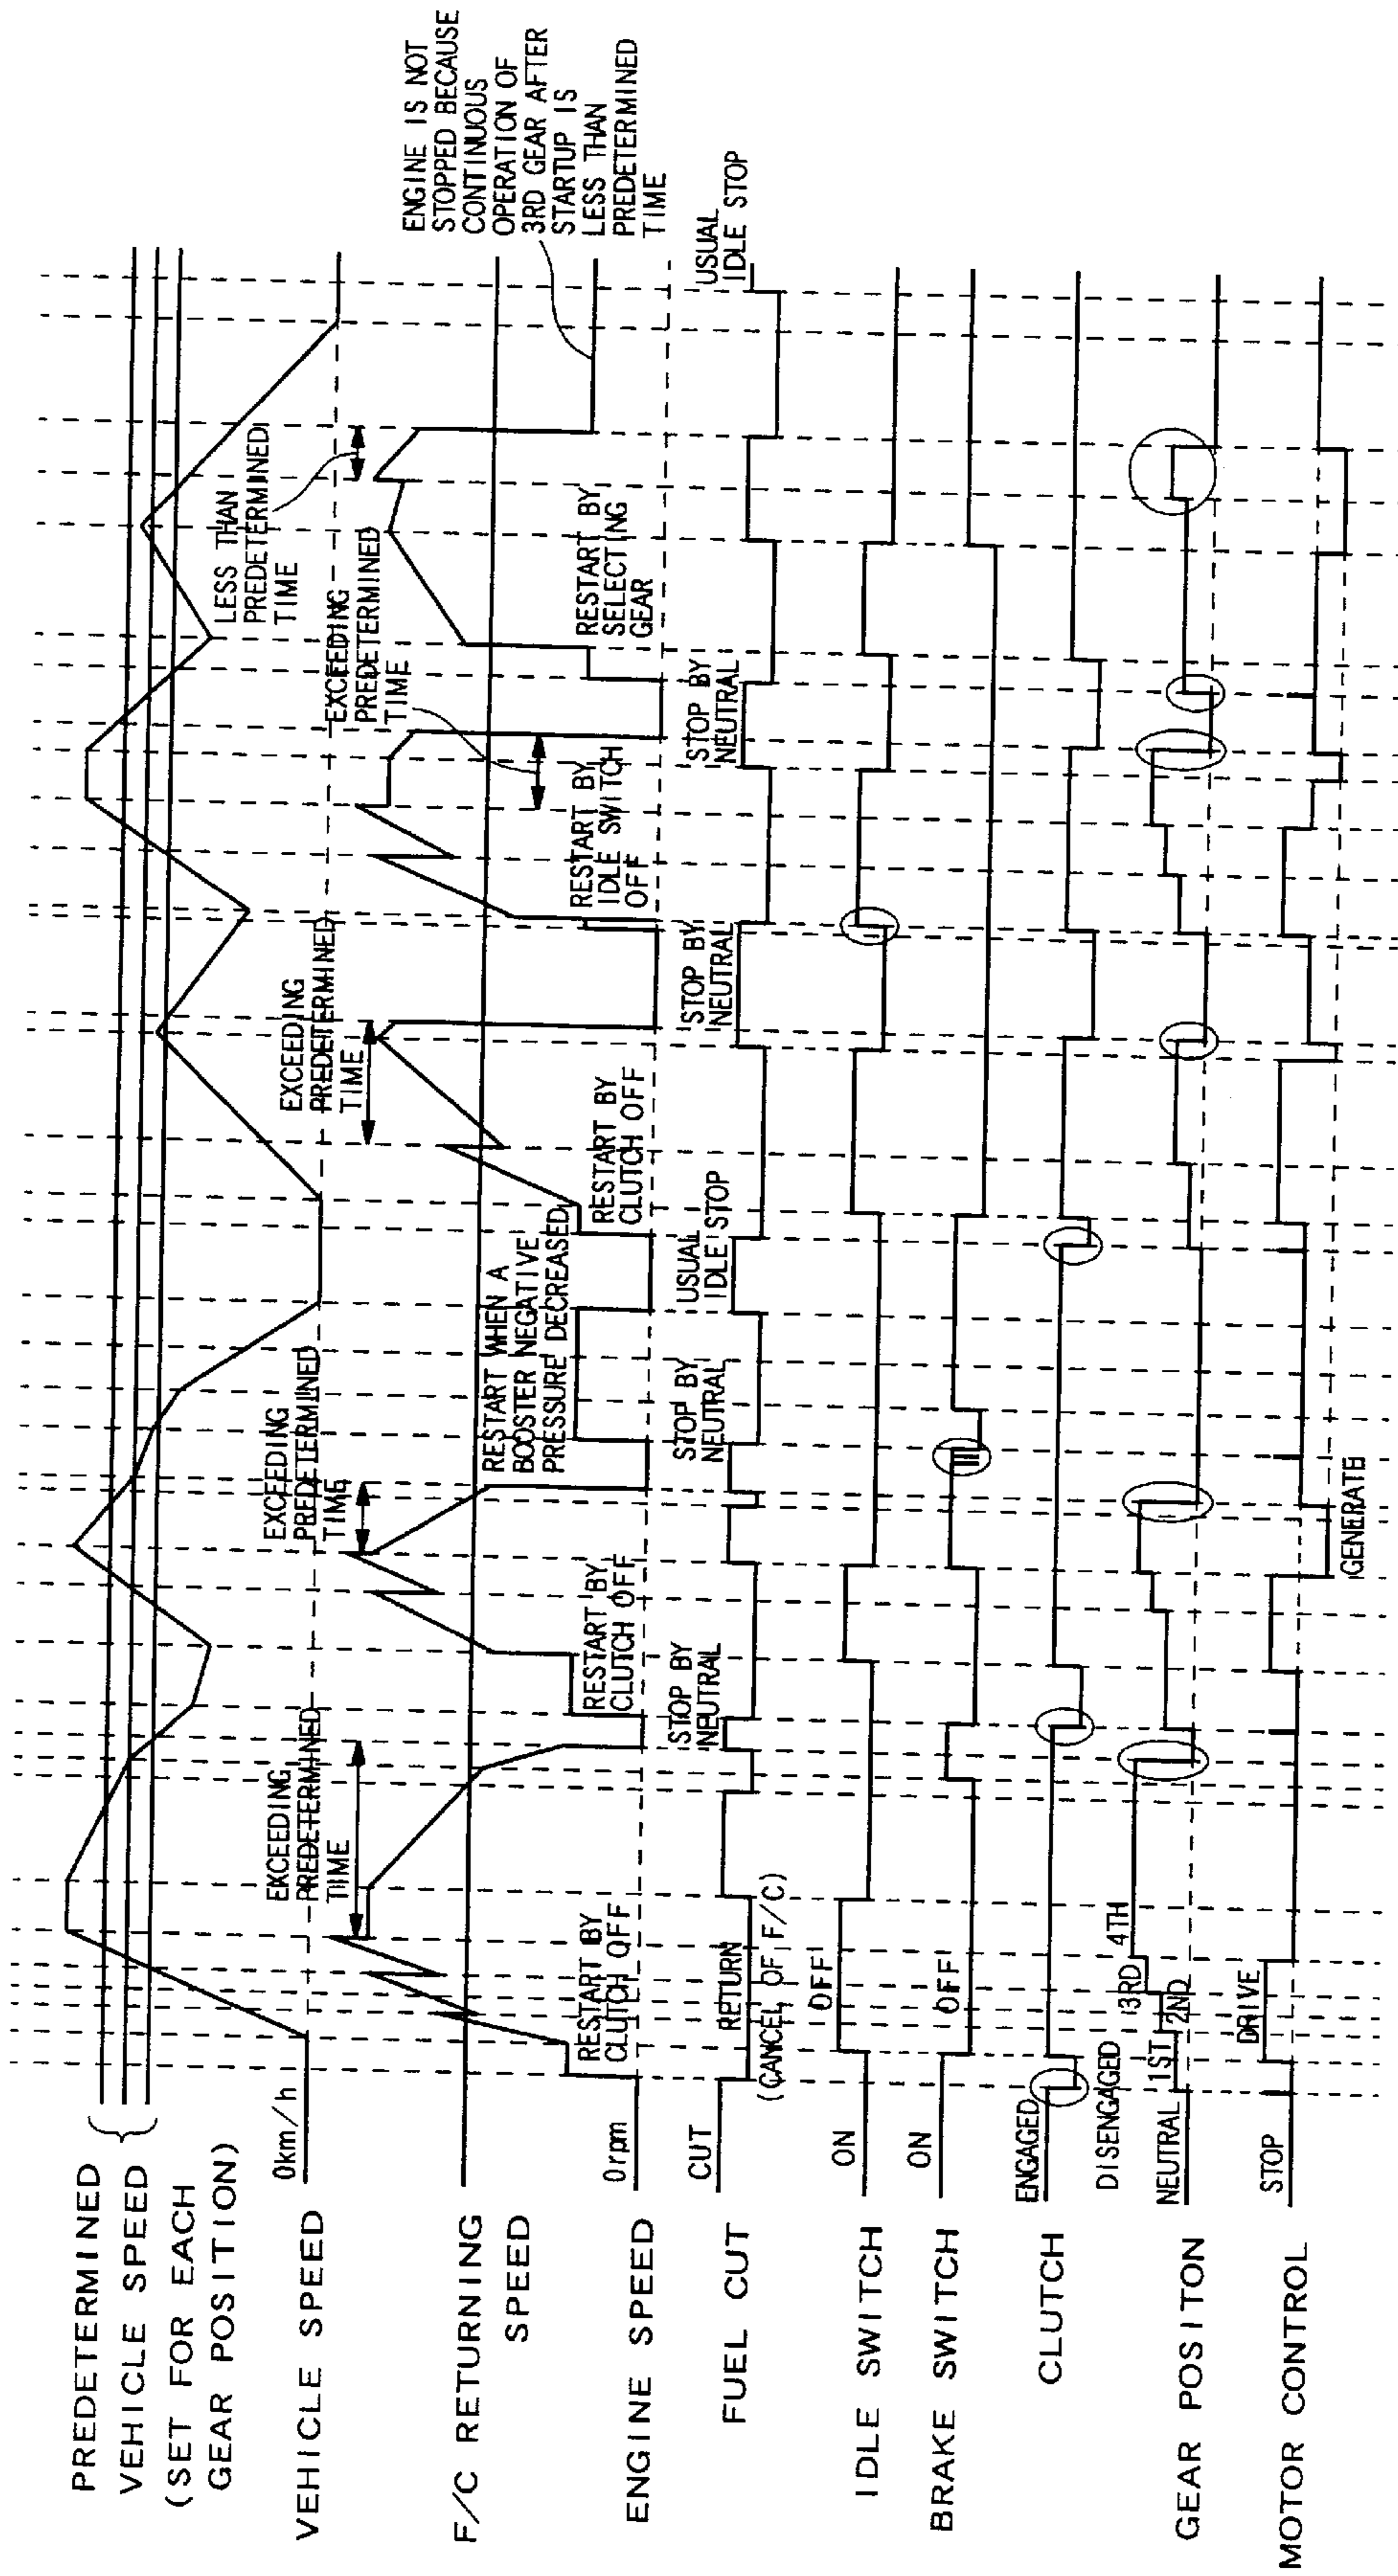 PREDETERMINED
VEHICLE SPEED
(SET FOR EACH
GEAR POSITION)
VEHICLE SPEED
0km/h
F/C RETURNING
SPEED
ENGINE SPEED
0rpm
FUEL CUT
CUT
RETURN
(CANCEL OF F/C)
IDLE SWITCH
ON
OFF
BRAKE SWITCH
ON
OFF
CLUTCH
ENGAGED
DISENGAGED
GEAR POSITON
NEUTRAL
1ST
2ND
3RD
4TH
MOTOR CONTROL
STOP
DRIVE
GENERATE
EXCEEDING
PREDETERMINED
TIME
EXCEEDING
PREDETERMINED
TIME
EXCEEDING
PREDETERMINED
TIME
EXCEEDING
PREDETERMINED
TIME
LESS THAN
PREDETERMINED
TIME
RESTART BY
CLUTCH OFF
RESTART BY
CLUTCH OFF
RESTART WHEN A
BOOSTER NEGATIVE
PRESSURE DECREASED
RESTART BY
CLUTCH OFF
RESTART BY
IDLE SWITCH
OFF
RESTART BY
SELECTING
GEAR
STOP BY
NEUTRAL
STOP BY
NEUTRAL
USUAL
IDLE STOP
STOP BY
NEUTRAL
STOP BY
NEUTRAL
USUAL
IDLE STOP
ENGINE IS NOT
STOPPED BECAUSE
CONTINUOUS
OPERATION OF
3RD GEAR AFTER
STARTUP IS
LESS THAN
PREDETERMINED
TIME